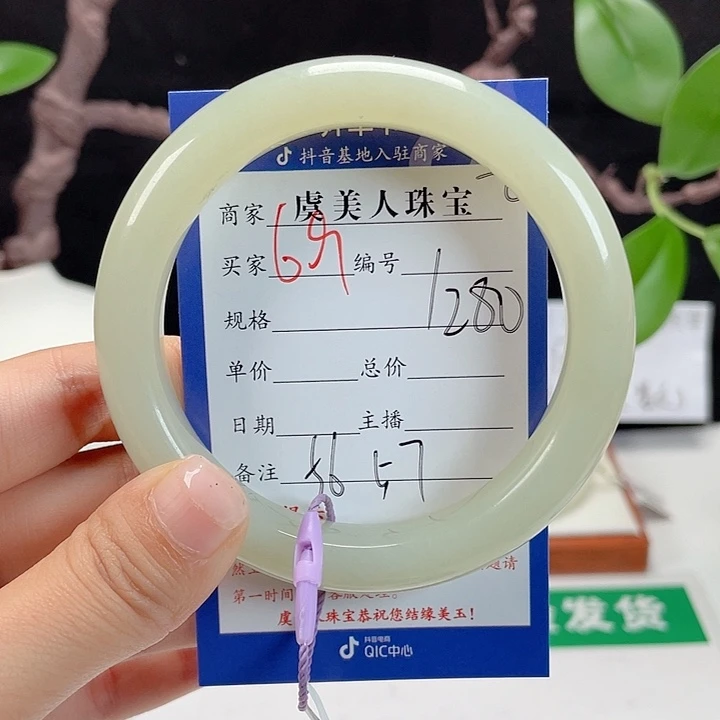 抖音基地入驻商家
商家 虞美人珠宝
买家 69 编号
规格 1280
单价 总价
日期 主播
备注 56 57
第一时间
珠宝恭祝您结缘美玉!
抖音电商
QIC中心
发货